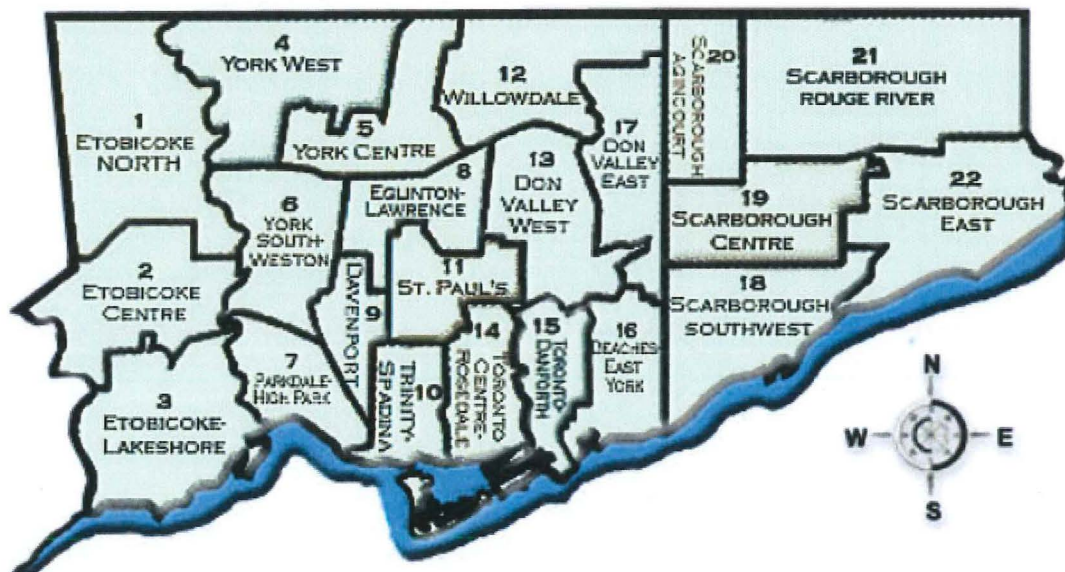 1
ETOBICOKE
NORTH
2
ETOBICOKE
CENTRE
3
ETOBICOKE-
LAKESHORE
4
YORK WEST
5
YORK CENTRE
6
YORK
SOUTH-
WESTON
7
PARKDALE-
HIGH PARK
8
EGLINTON-
LAWRENCE
9
DAVENPORT
10
TRINITY-
SPADINA
11
ST. PAUL'S
12
WILLOWDALE
13
DON
VALLEY
WEST
14
TORONTO
CENTRE-
ROSEDALE
15
TORONTO-
DANFORTH
16
BEACHES-
EAST
YORK
17
DON
VALLEY
EAST
18
SCARBOROUGH
SOUTHWEST
19
SCARBOROUGH
CENTRE
20
SCARBOROUGH
AGINCOURT
21
SCARBOROUGH
ROUGE RIVER
22
SCARBOROUGH
EAST
N
W E
S